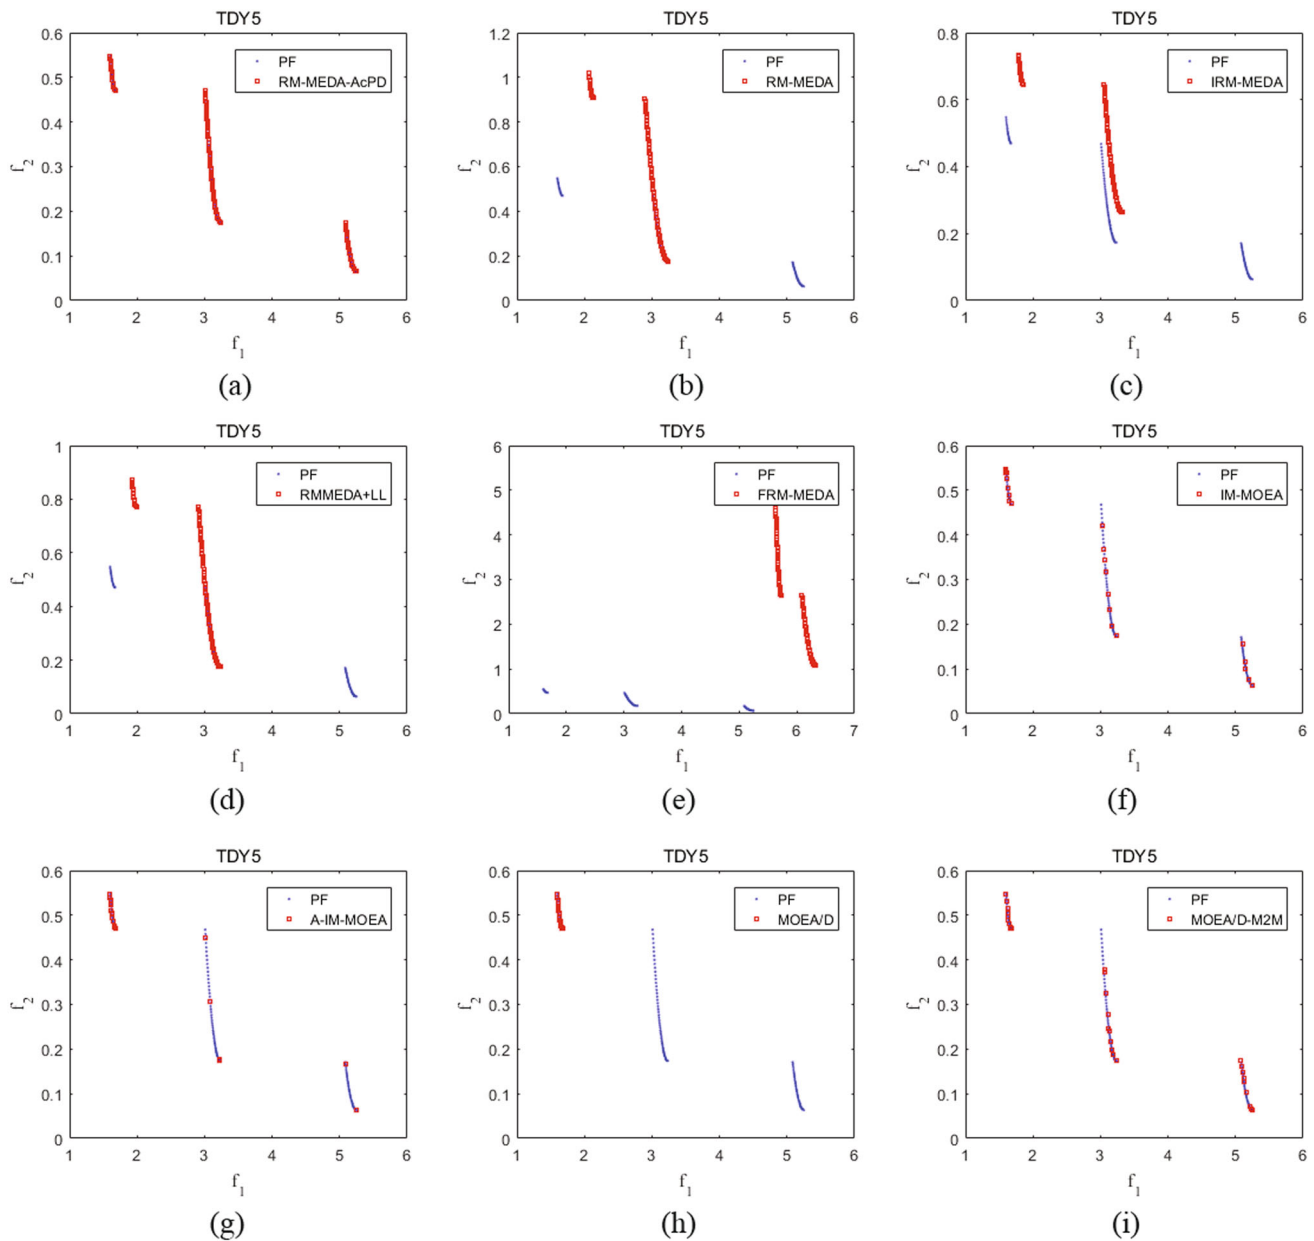 TDY5 TDY5 TDY5
0.6 1.2 0.8
PF PF PF
0.5 RM-MEDA-AcPD 1.0 RM-MEDA IRM-MEDA
0.4 0.8 0.6
f2 0.3 f2 0.6 f2 0.4
0.2 0.4
0.1 0.2 0.2
0 0 0
1 2 3 4 5 6 1 2 3 4 5 6 1 2 3 4 5 6
f1 f1 f1
(a) (b) (c)
TDY5 TDY5 TDY5
1 6 0.6
PF PF PF
0.8 RMMEDA+LL 5 FRM-MEDA 0.5 IM-MOEA
0.6 4 0.4
f2 f2 3 f2 0.3
0.4 2 0.2
0.2 1 0.1
0 0 0
1 2 3 4 5 6 1 2 3 4 5 6 7 1 2 3 4 5 6
f1 f1 f1
(d) (e) (f)
TDY5 TDY5 TDY5
0.6 0.6 0.6
PF PF PF
0.5 A-IM-MOEA 0.5 MOEA/D 0.5 MOEA/D-M2M
0.4 0.4 0.4
f2 0.3 f2 0.3 f2 0.3
0.2 0.2 0.2
0.1 0.1 0.1
0 0 0
1 2 3 4 5 6 1 2 3 4 5 6 1 2 3 4 5 6
f1 f1 f1
(g) (h) (i)